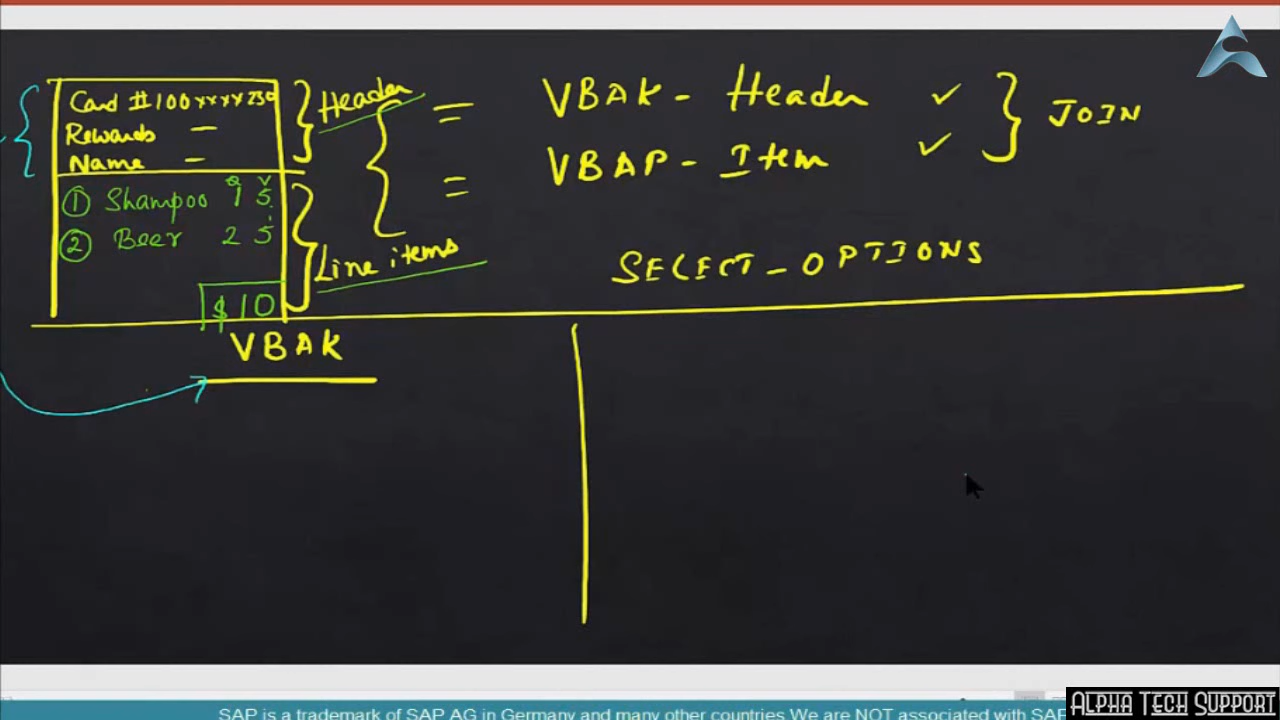 Card #100xxxx230
Rewards —
Name —
Header
= VBAK - Header ✓
= VBAP - Item ✓
JOIN
Q V
① Shampoo 1 5
② Beer 2 5
Line items
$10
SELECT-OPTIONS
VBAK
ALPHA TECH SUPPORT
SAP is a trademark of SAP AG in Germany and many other countries We are NOT associated with SAP